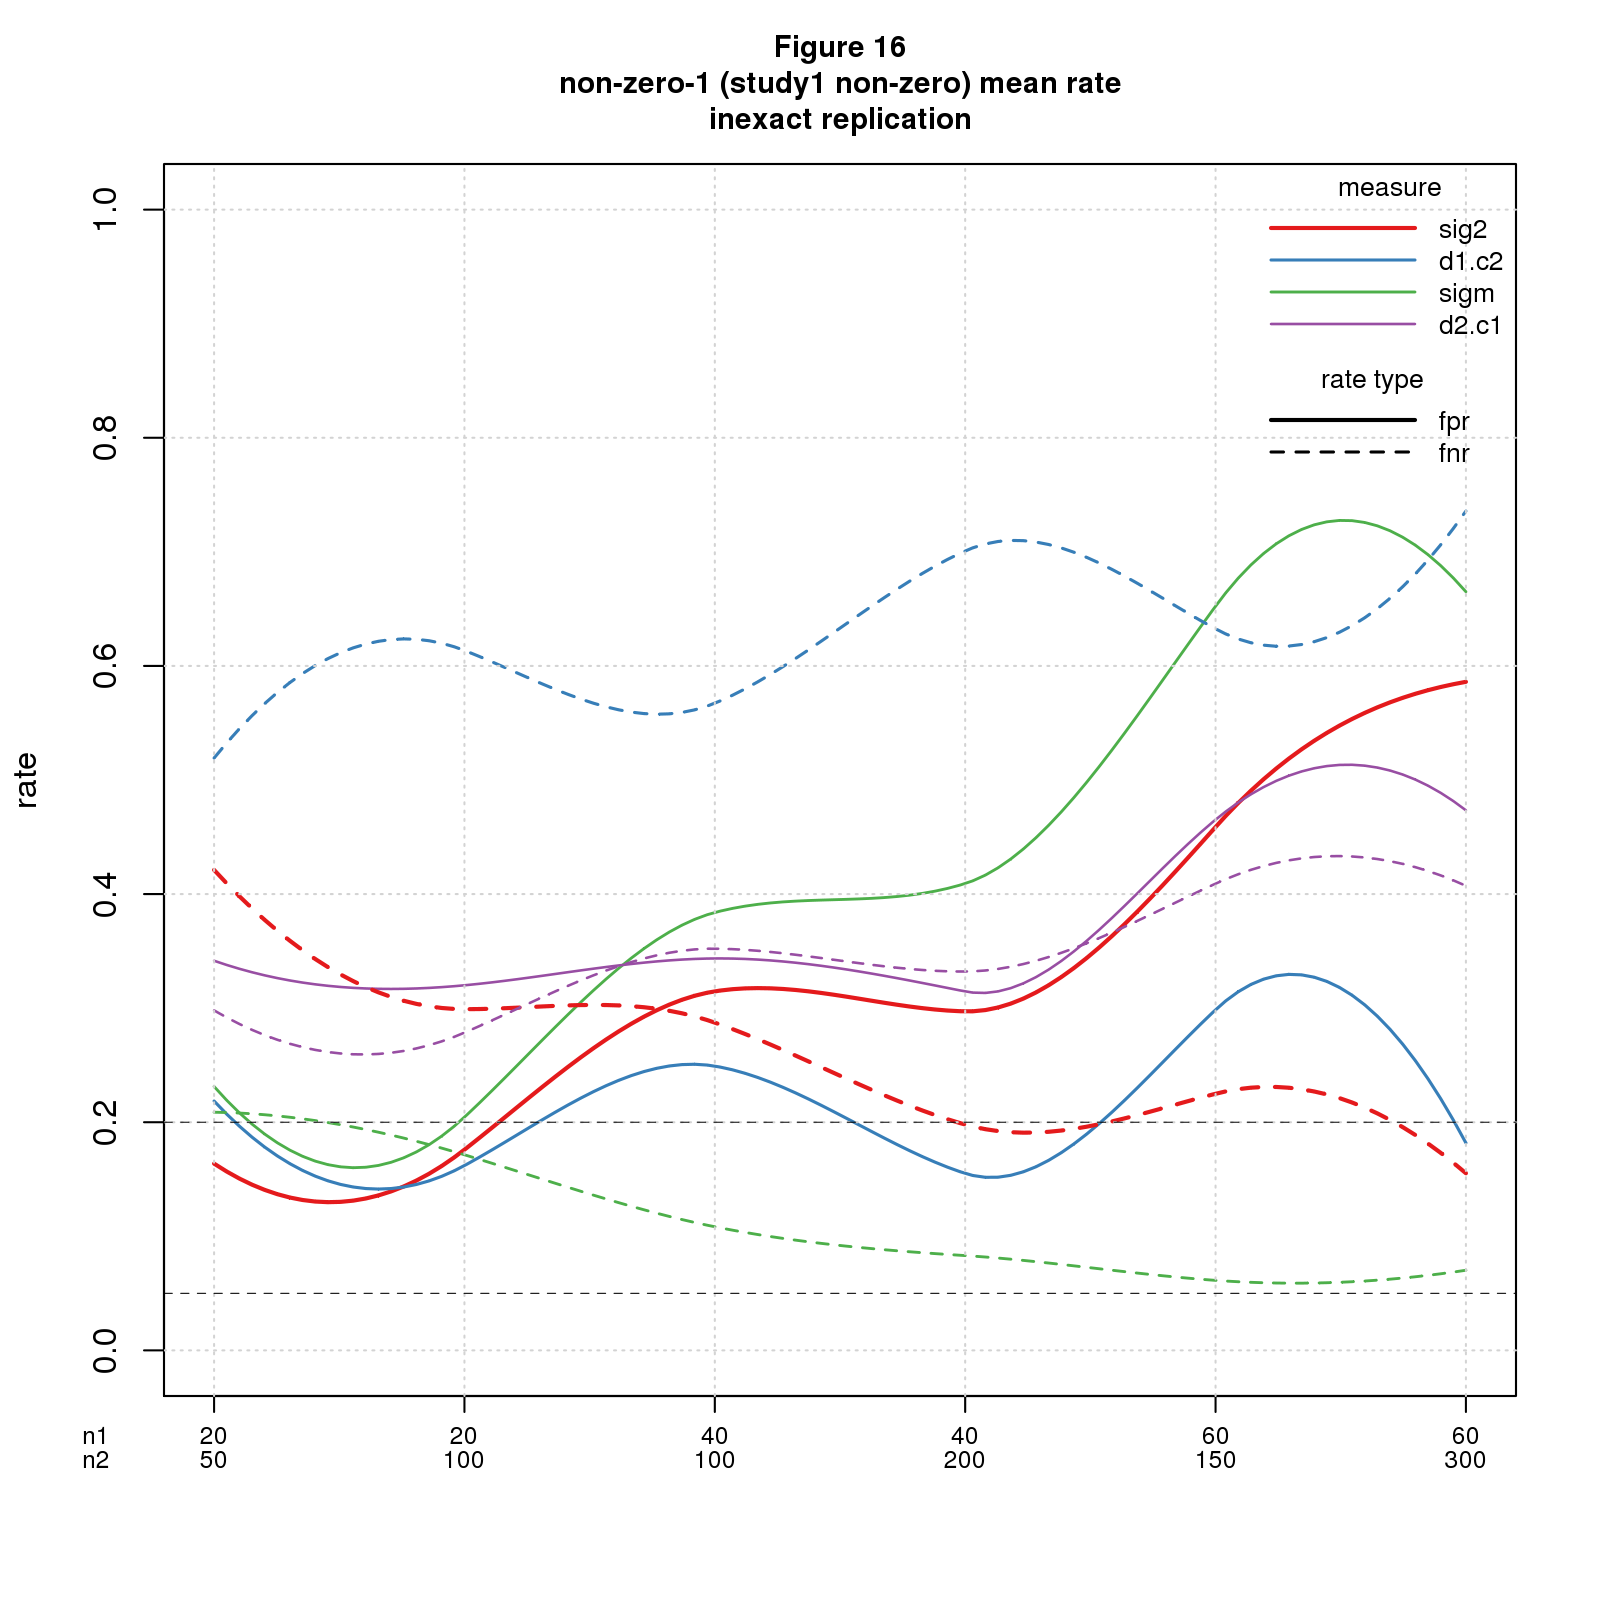 Figure 16
non-zero-1 (study1 non-zero) mean rate
inexact replication
measure
sig2
d1.c2
sigm
d2.c1
rate type
fpr
fnr
rate
1.0
0.8
0.6
0.4
0.2
0.0
n1 20 20 40 40 60 60
n2 50 100 100 200 150 300